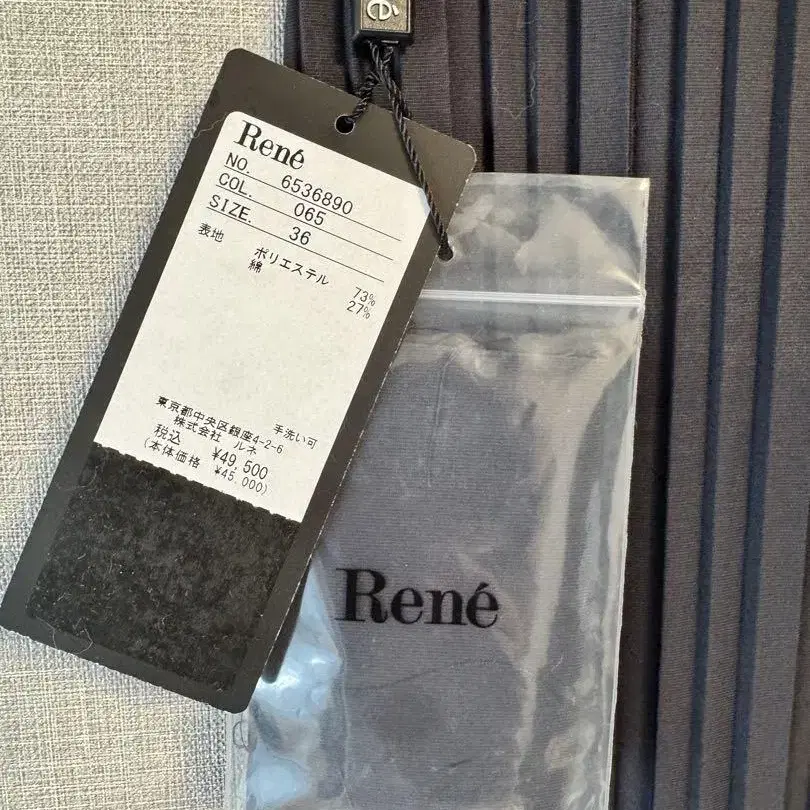 René
NO. 6536890
COL. 065
SIZE. 36
表地 ポリエステル 73%
綿 27%
手洗い可
東京都中央区銀座4-2-6
株式会社 ルネ
税込 ¥49,500
(本体価格 ¥45,000)
René